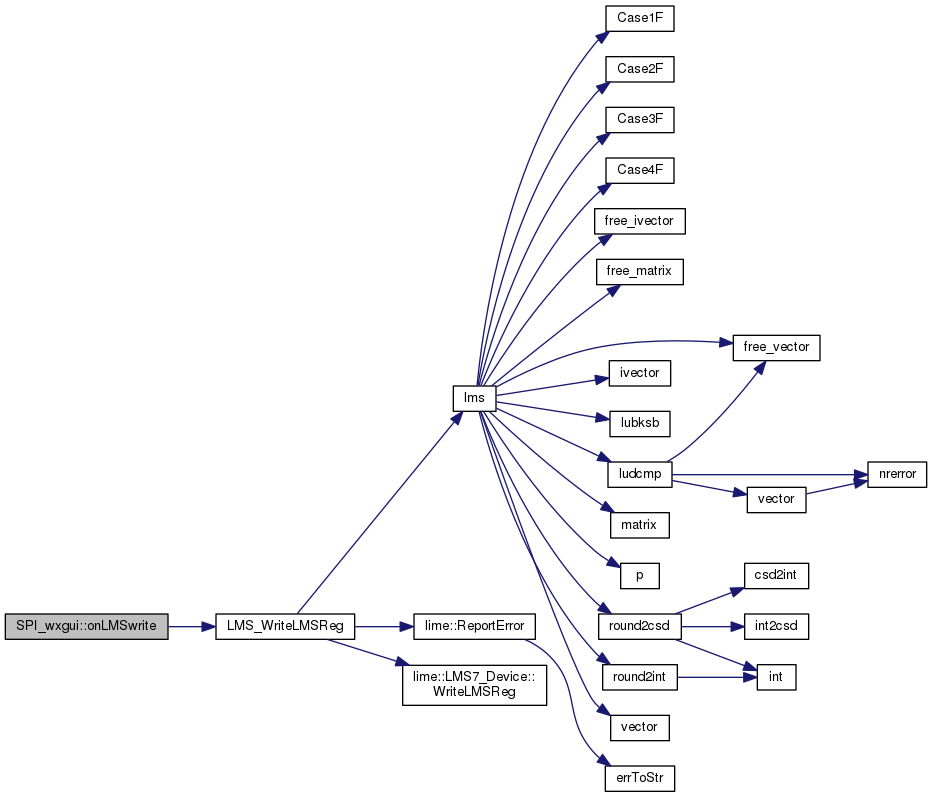 SPI_wxgui::onLMSwrite
LMS_WriteLMSReg
lms
lime::ReportError
lime::LMS7_Device::
WriteLMSReg
Case1F
Case2F
Case3F
Case4F
free_ivector
free_matrix
free_vector
ivector
lubksb
ludcmp
nrerror
vector
matrix
p
csd2int
round2csd
int2csd
round2int
int
vector
errToStr